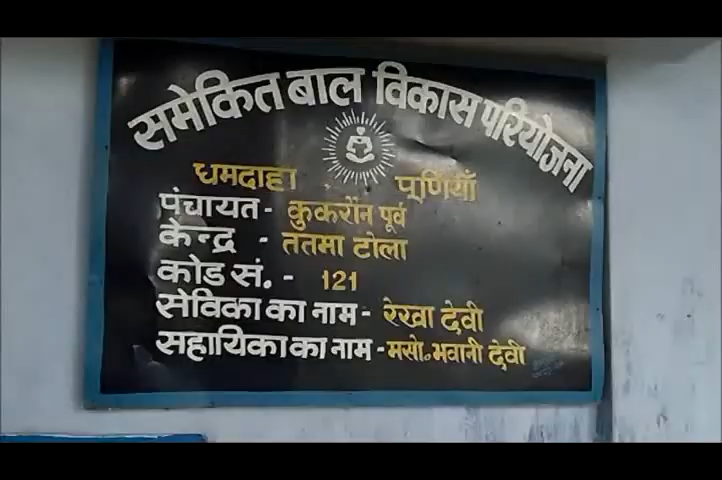 समेकित बाल विकास परियोजना
धमदाहा पूर्णियाँ
पंचायत - कुकरौन पूर्व
केन्द्र - ततमा टोला
कोड सं. - 121
सेविका का नाम - रेखा देवी
सहायिका का नाम - मसो॰ भवानी देवी